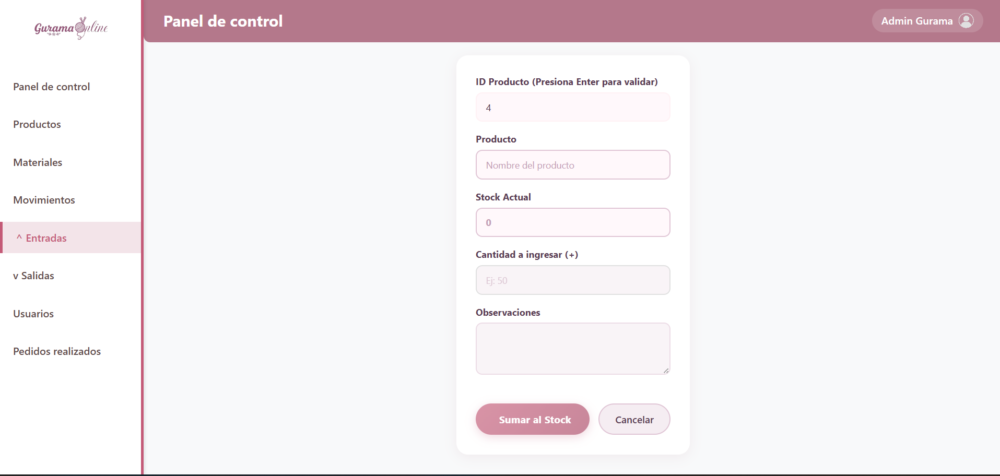 Gurama Online
Panel de control
Productos
Materiales
Movimientos
^ Entradas
v Salidas
Usuarios
Pedidos realizados
Panel de control
Admin Gurama
ID Producto (Presiona Enter para validar)
4
Producto
Nombre del producto
Stock Actual
0
Cantidad a ingresar (+)
Ej: 50
Observaciones
Sumar al Stock
Cancelar